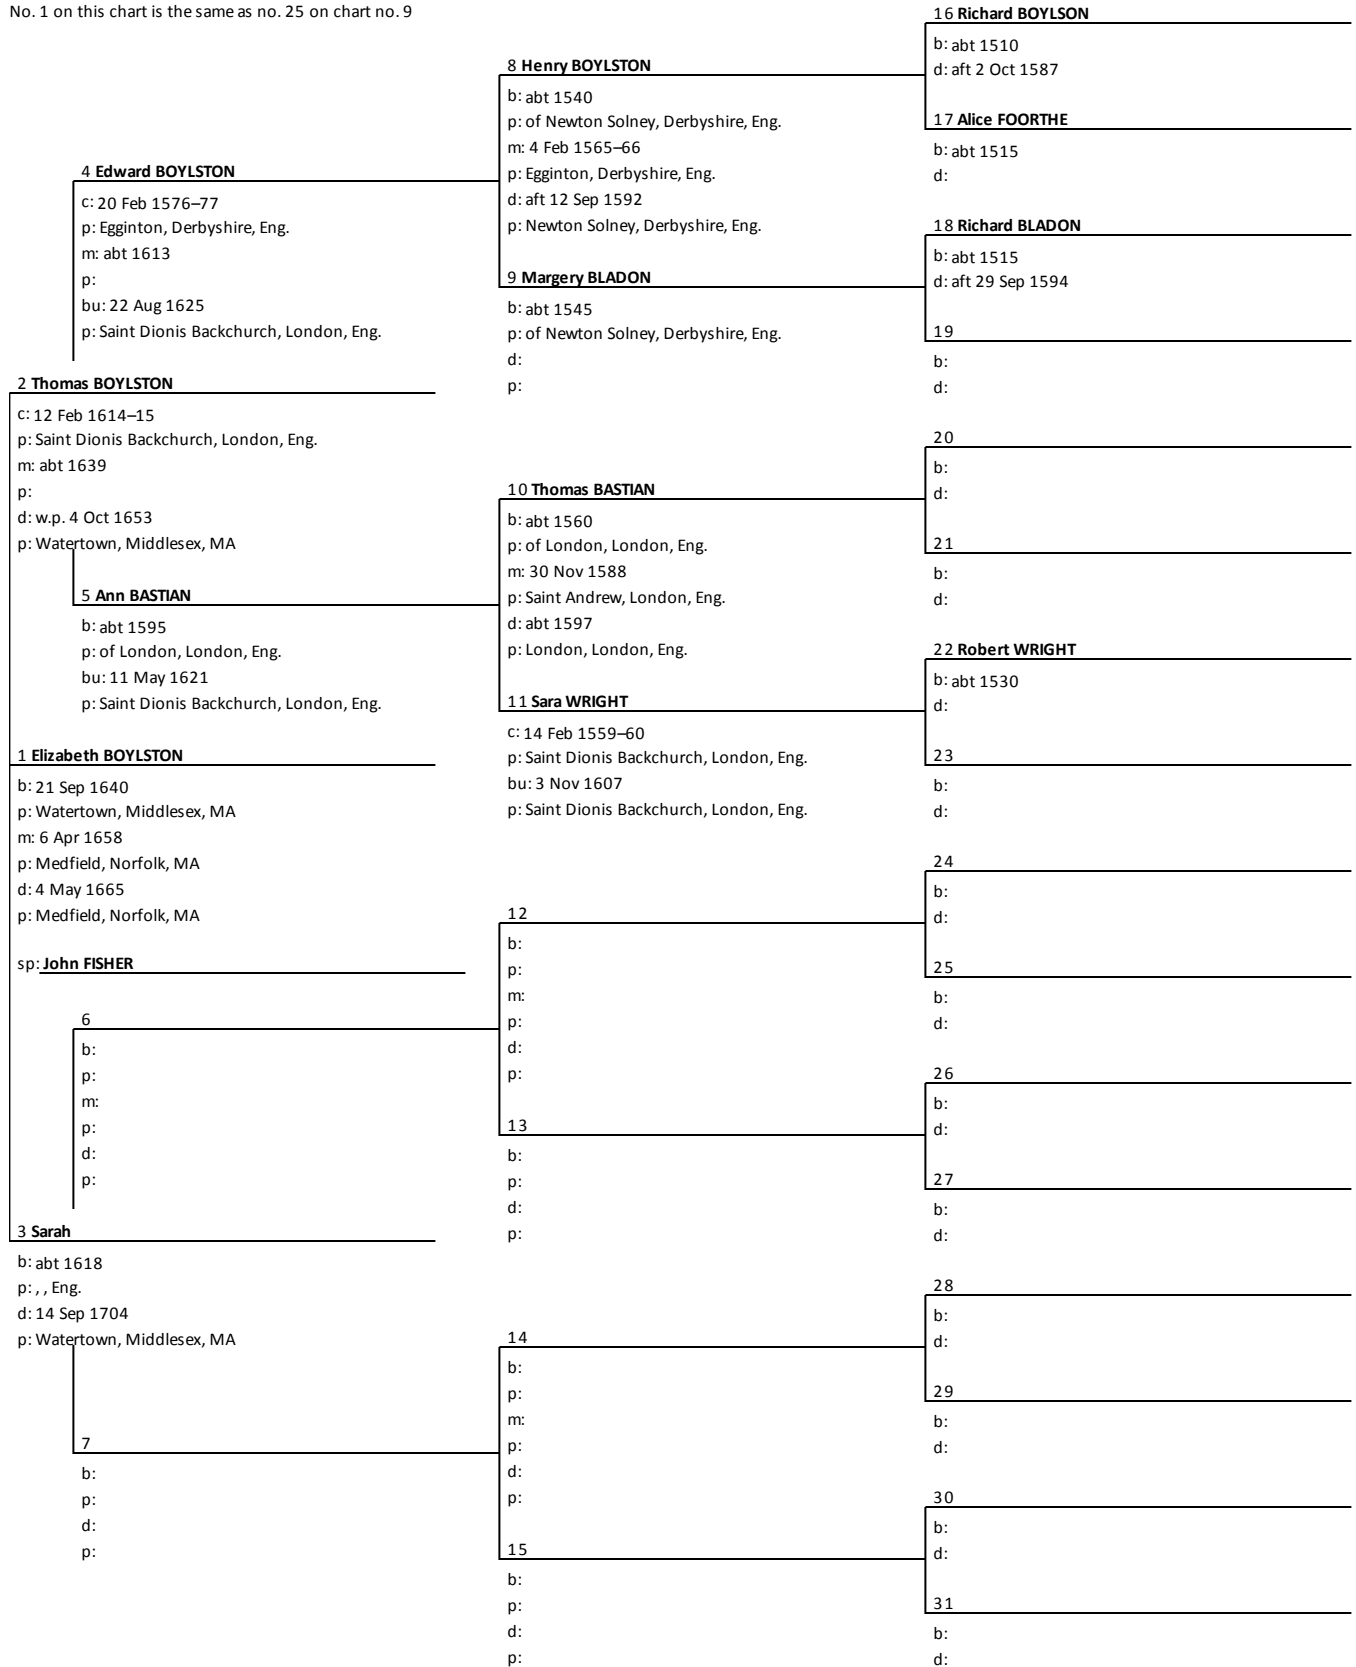 No. 1 on this chart is the same as no. 25 on chart no. 9
16 Richard BOYLSON
b: abt 1510
d: aft 2 Oct 1587
8 Henry BOYLSTON
b: abt 1540
p: of Newton Solney, Derbyshire, Eng.
m: 4 Feb 1565–66
p: Egginton, Derbyshire, Eng.
d: aft 12 Sep 1592
p: Newton Solney, Derbyshire, Eng.
17 Alice FOORTHE
b: abt 1515
d:
4 Edward BOYLSTON
c: 20 Feb 1576–77
p: Egginton, Derbyshire, Eng.
m: abt 1613
p:
bu: 22 Aug 1625
p: Saint Dionis Backchurch, London, Eng.
18 Richard BLADON
b: abt 1515
d: aft 29 Sep 1594
9 Margery BLADON
b: abt 1545
p: of Newton Solney, Derbyshire, Eng.
d:
p:
19
b:
d:
2 Thomas BOYLSTON
c: 12 Feb 1614–15
p: Saint Dionis Backchurch, London, Eng.
m: abt 1639
p:
d: w.p. 4 Oct 1653
p: Watertown, Middlesex, MA
20
b:
d:
10 Thomas BASTIAN
b: abt 1560
p: of London, London, Eng.
m: 30 Nov 1588
p: Saint Andrew, London, Eng.
d: abt 1597
p: London, London, Eng.
21
b:
d:
5 Ann BASTIAN
b: abt 1595
p: of London, London, Eng.
bu: 11 May 1621
p: Saint Dionis Backchurch, London, Eng.
22 Robert WRIGHT
b: abt 1530
d:
11 Sara WRIGHT
c: 14 Feb 1559–60
p: Saint Dionis Backchurch, London, Eng.
bu: 3 Nov 1607
p: Saint Dionis Backchurch, London, Eng.
23
b:
d:
1 Elizabeth BOYLSTON
b: 21 Sep 1640
p: Watertown, Middlesex, MA
m: 6 Apr 1658
p: Medfield, Norfolk, MA
d: 4 May 1665
p: Medfield, Norfolk, MA
sp: John FISHER
24
b:
d:
12
b:
p:
m:
p:
d:
p:
25
b:
d:
6
b:
p:
m:
p:
d:
p:
26
b:
d:
13
b:
p:
d:
p:
27
b:
d:
3 Sarah
b: abt 1618
p: , , Eng.
d: 14 Sep 1704
p: Watertown, Middlesex, MA
28
b:
d:
14
b:
p:
m:
p:
d:
p:
29
b:
d:
7
b:
p:
d:
p:
30
b:
d:
15
b:
p:
d:
p:
31
b:
d: